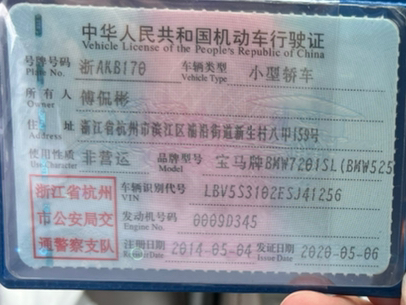 中华人民共和国机动车行驶证
Vehicle License of the People's Republic of China
号牌号码 浙ARB170 车辆类型 小型轿车
Plate No. Vehicle Type
所有人 傅侃彬
Owner
住址 浙江省杭州市滨江区浦沿街道新生村八甲159号
Address
使用性质 非营运 品牌型号 宝马牌BMW7201SL(BMW525
Use Character Model
浙江省杭州
市公安局交
通警察支队
车辆识别代号 LBV5S3102ESJ41256
VIN
发动机号码 0009D345
Engine No.
注册日期 2014-05-04 发证日期 2020-05-06
Register Date Issue Date